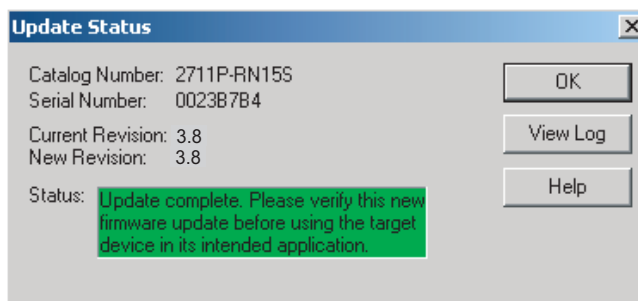 Update Status
Catalog Number: 2711P-RN15S
Serial Number: 0023B7B4
Current Revision: 3.8
New Revision: 3.8
Status: Update complete. Please verify this new
firmware update before using the target
device in its intended application.
OK
View Log
Help